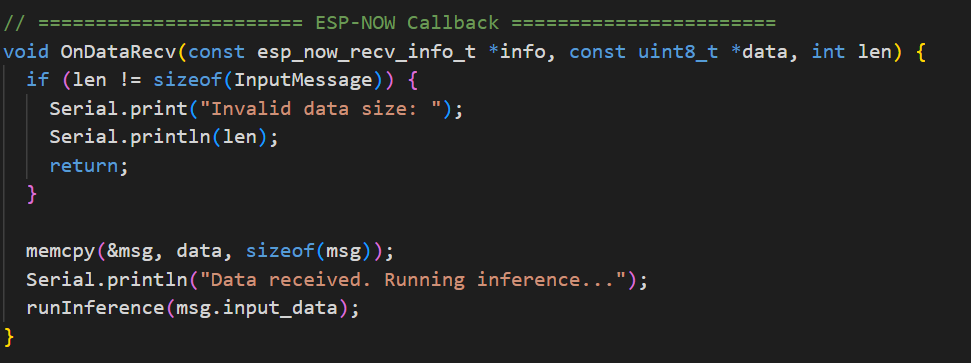 // ======================= ESP-NOW Callback =======================
void OnDataRecv(const esp_now_recv_info_t *info, const uint8_t *data, int len) {
  if (len != sizeof(InputMessage)) {
    Serial.print("Invalid data size: ");
    Serial.println(len);
    return;
  }

  memcpy(&msg, data, sizeof(msg));
  Serial.println("Data received. Running inference...");
  runInference(msg.input_data);
}